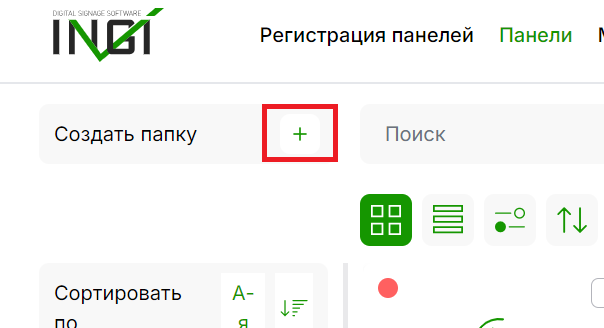 DIGITAL SIGNAGE SOFTWARE
INGI
Регистрация панелей Панели
Создать папку +
Поиск
Сортировать
по
А-
я